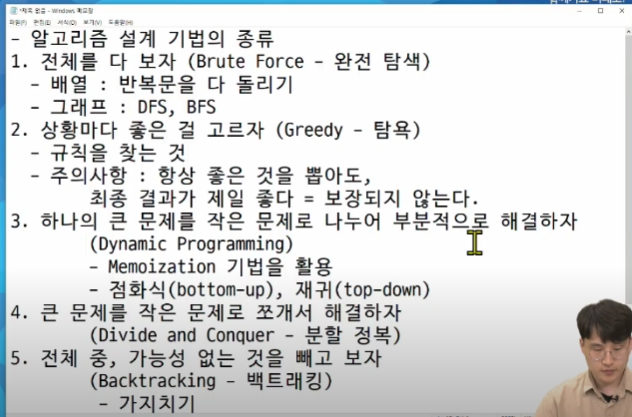 *제목 없음 - Windows 메모장
파일(F) 편집(E) 서식(O) 보기(V) 도움말(H)
- 알고리즘 설계 기법의 종류
1. 전체를 다 보자 (Brute Force - 완전 탐색)
- 배열 : 반복문을 다 돌리기
- 그래프 : DFS, BFS
2. 상황마다 좋은 걸 고르자 (Greedy - 탐욕)
- 규칙을 찾는 것
- 주의사항 : 항상 좋은 것을 뽑아도,
최종 결과가 제일 좋다 = 보장되지 않는다.
3. 하나의 큰 문제를 작은 문제로 나누어 부분적으로 해결하자
(Dynamic Programming)
- Memoization 기법을 활용
- 점화식(bottom-up), 재귀(top-down)
4. 큰 문제를 작은 문제로 쪼개서 해결하자
(Divide and Conquer - 분할 정복)
5. 전체 중, 가능성 없는 것을 빼고 보자
(Backtracking - 백트래킹)
- 가지치기